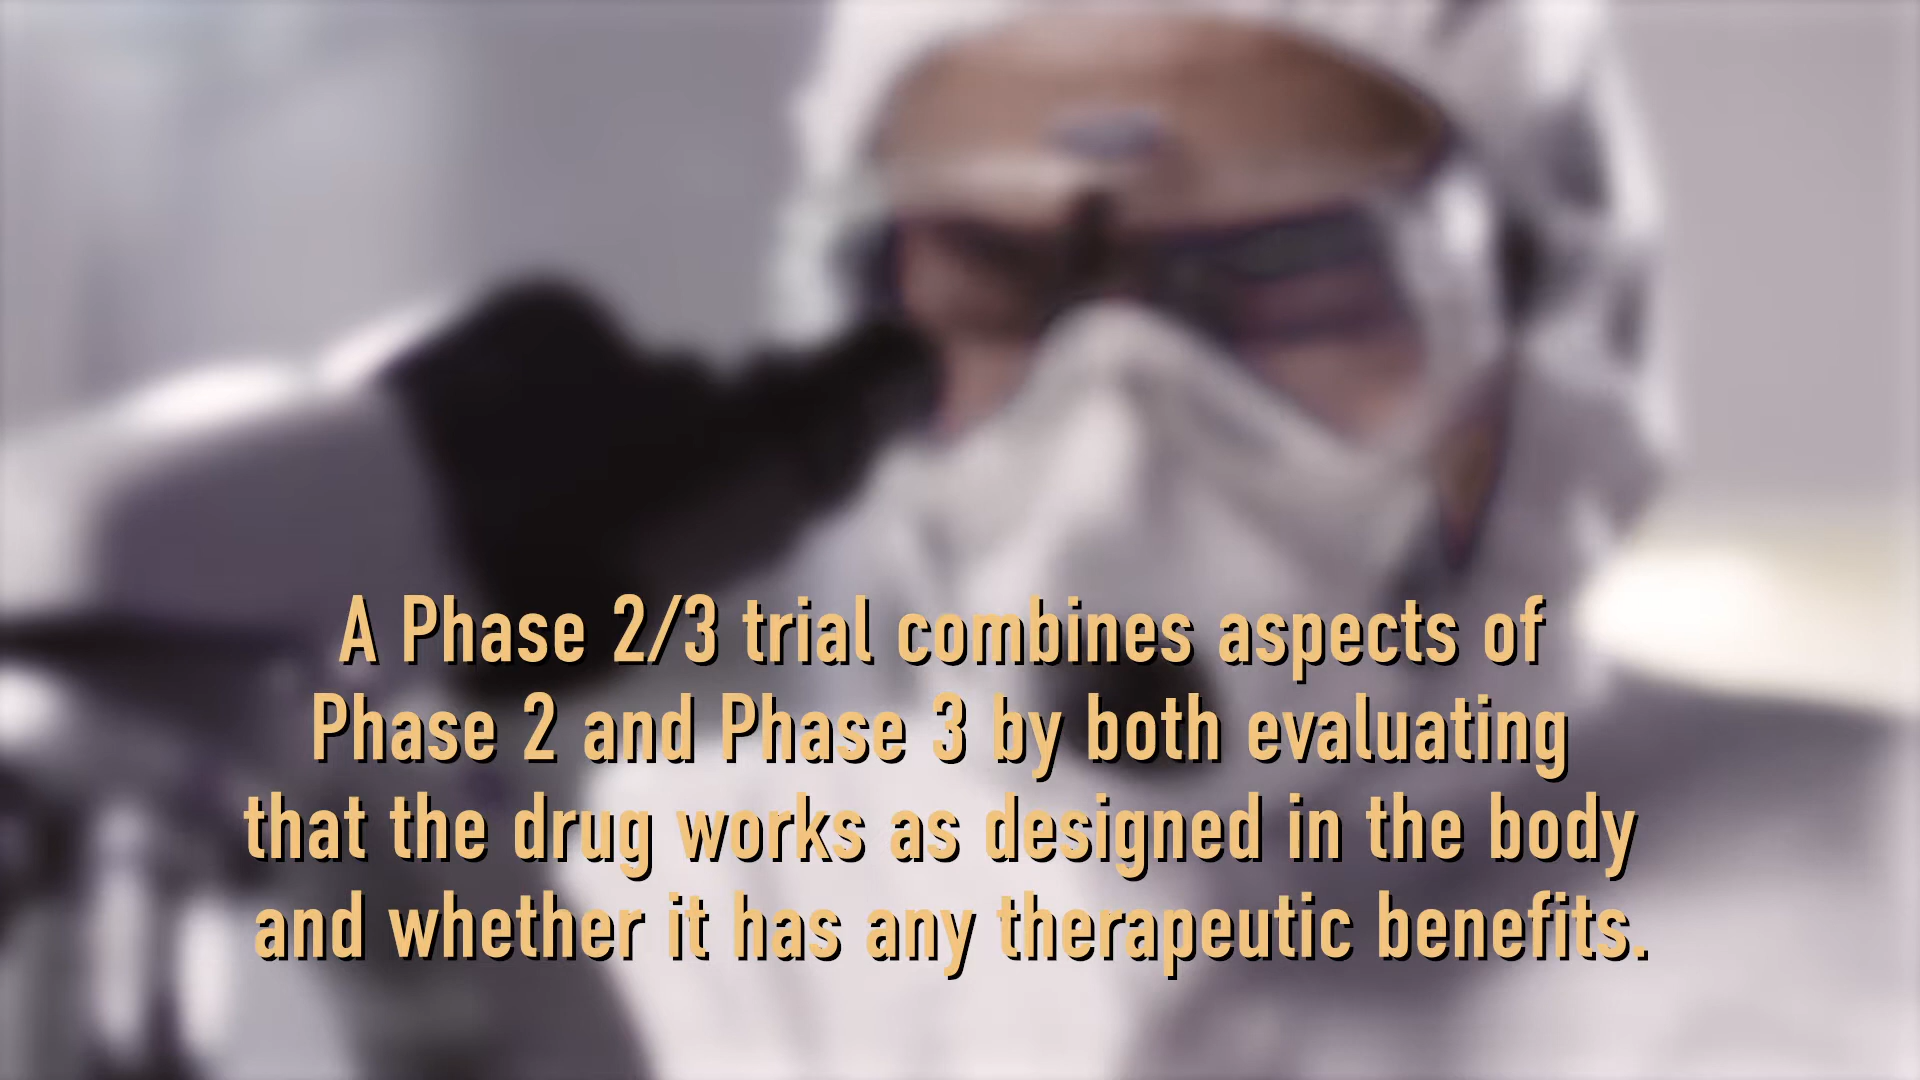 A Phase 2/3 trial combines aspects of
Phase 2 and Phase 3 by both evaluating
that the drug works as designed in the body
and whether it has any therapeutic benefits.